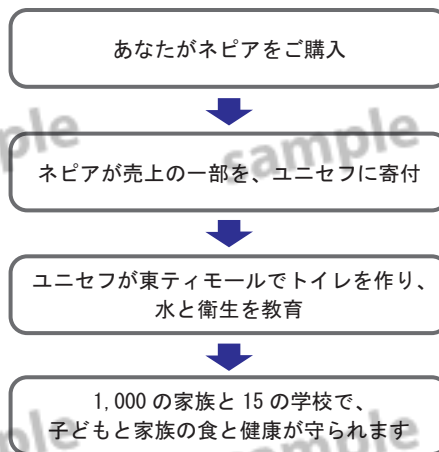 あなたがネピアをご購入
ネピアが売上の一部を、ユニセフに寄付
ユニセフが東ティモールでトイレを作り、
水と衛生を教育
1,000の家族と15の学校で、
子どもと家族の食と健康が守られます
sample
sample